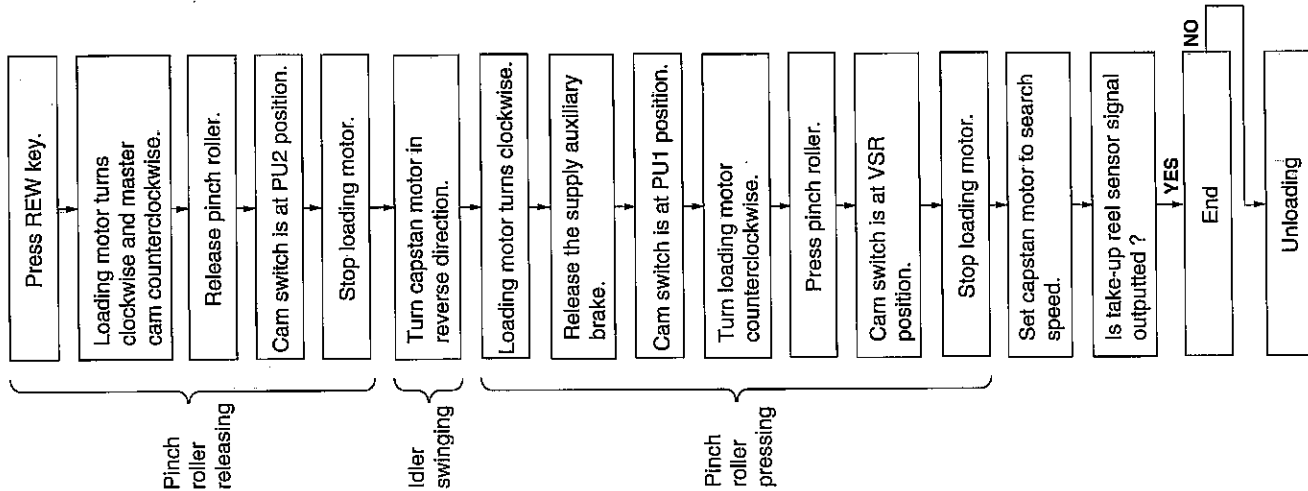 Press REW key.
Loading motor turns
clockwise and master
cam counterclockwise.
Release pinch roller.
Cam switch is at PU2 position.
Stop loading motor.
Pinch
roller
releasing
Turn capstan motor in
reverse direction.
Idler
swinging
Loading motor turns clockwise.
Release the supply auxiliary
brake.
Cam switch is at PU1 position.
Turn loading motor
counterclockwise.
Press pinch roller.
Cam switch is at VSR
position.
Stop loading motor.
Pinch
roller
pressing
Set capstan motor to search
speed.
Is take-up reel sensor signal
outputted ?
YES
NO
End
Unloading